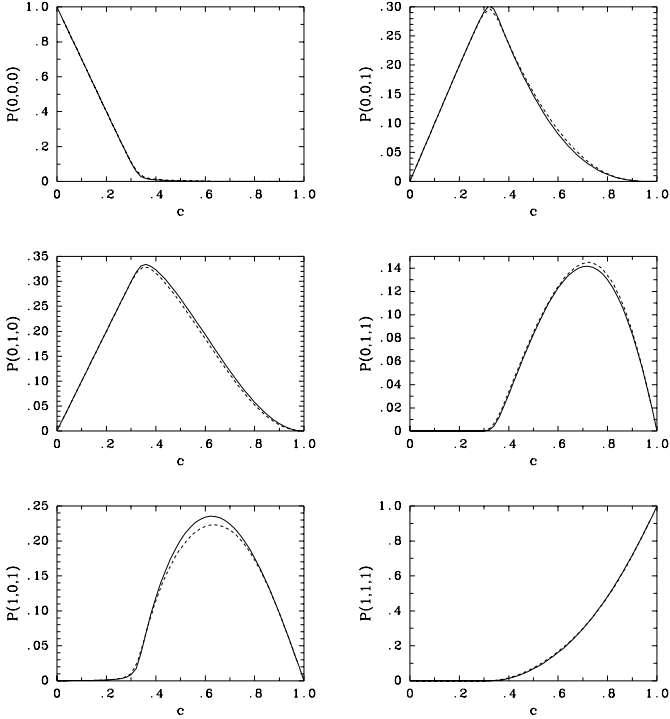 P(0,0,0)
1.0
.8
.6
.4
.2
0
0 .2 .4 .6 .8 1.0
c
P(0,0,1)
.30
.25
.20
.15
.10
.05
0
0 .2 .4 .6 .8 1.0
c
P(0,1,0)
.35
.30
.25
.20
.15
.10
.05
0
0 .2 .4 .6 .8 1.0
c
P(0,1,1)
.14
.12
.10
.08
.06
.04
.02
0
0 .2 .4 .6 .8 1.0
c
P(1,0,1)
.25
.20
.15
.10
.05
0
0 .2 .4 .6 .8 1.0
c
P(1,1,1)
1.0
.8
.6
.4
.2
0
0 .2 .4 .6 .8 1.0
c